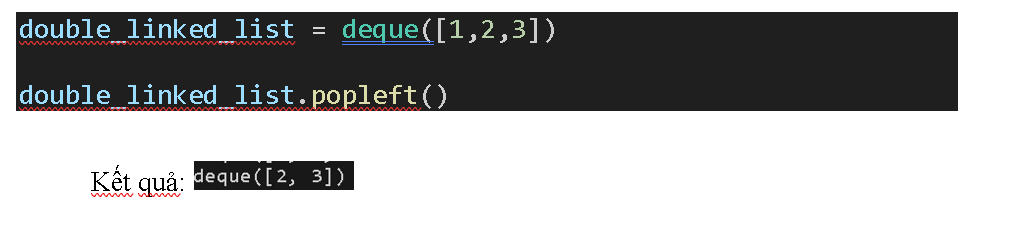 double_linked_list = deque([1,2,3])
double_linked_list.popleft()
Kết quả: deque([2, 3])